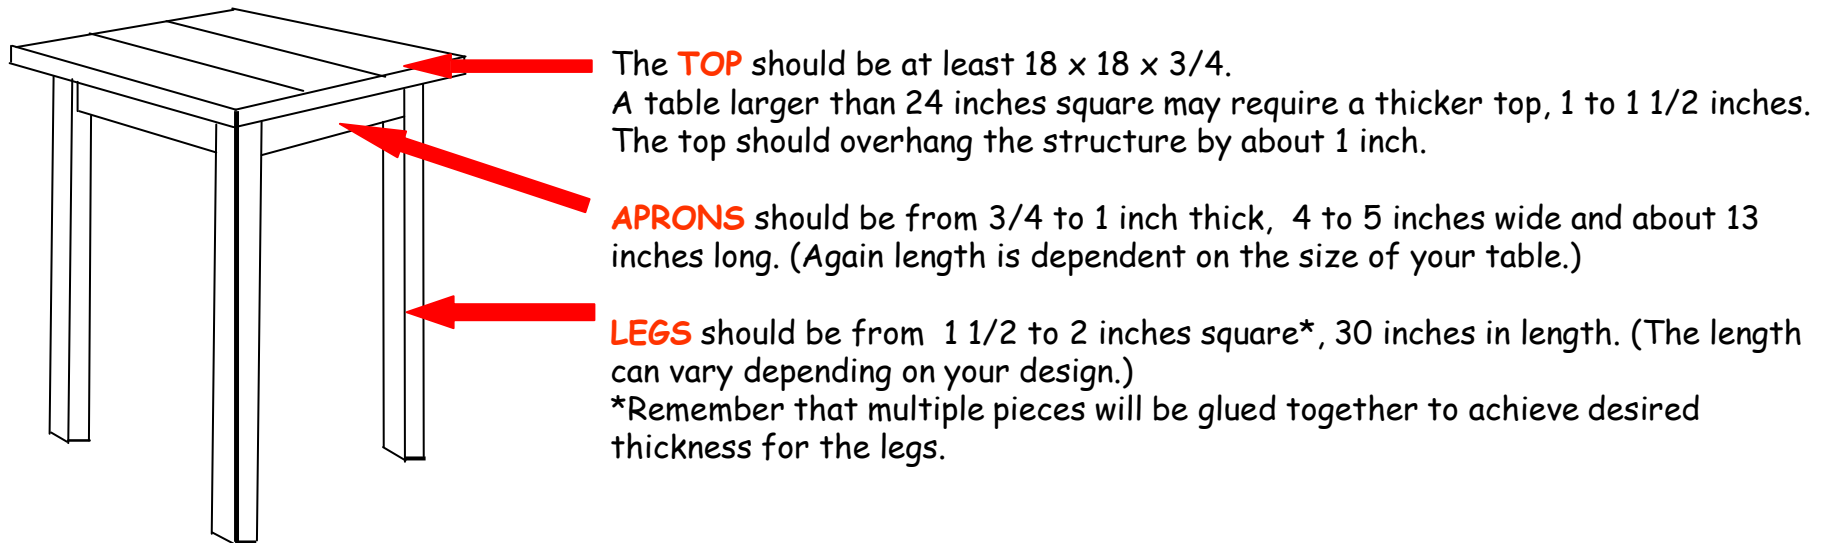 The TOP should be at least 18 x 18 x 3/4.
A table larger than 24 inches square may require a thicker top, 1 to 1 1/2 inches.
The top should overhang the structure by about 1 inch.
APRONS should be from 3/4 to 1 inch thick,  4 to 5 inches wide and about 13
inches long. (Again length is dependent on the size of your table.)
LEGS should be from  1 1/2 to 2 inches square*, 30 inches in length. (The length
can vary depending on your design.)
*Remember that multiple pieces will be glued together to achieve desired
thickness for the legs.